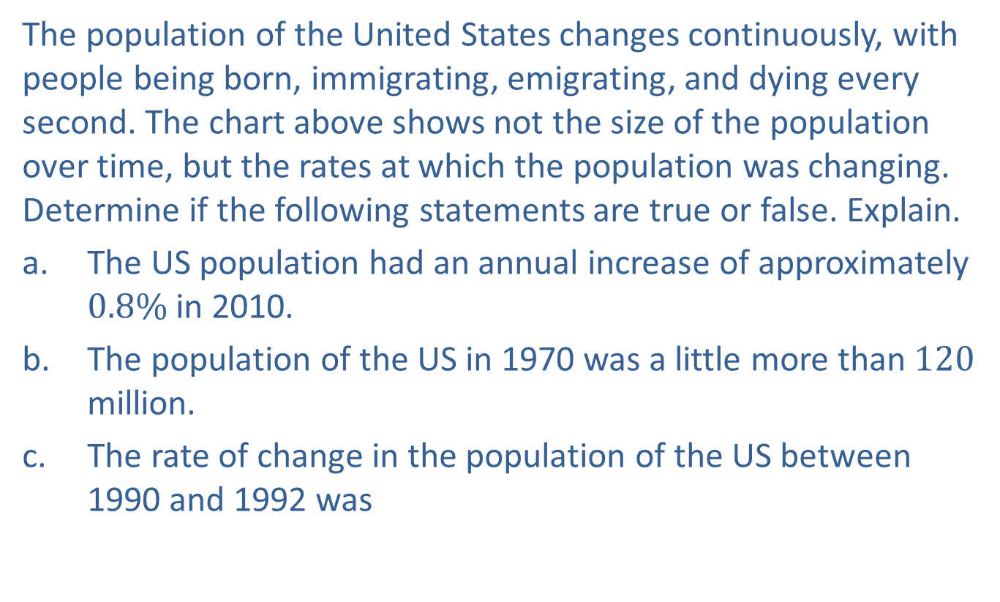 The population of the United States changes continuously, with
people being born, immigrating, emigrating, and dying every
second. The chart above shows not the size of the population
over time, but the rates at which the population was changing.
Determine if the following statements are true or false. Explain.
a. The US population had an annual increase of approximately
0.8% in 2010.
b. The population of the US in 1970 was a little more than 120
million.
c. The rate of change in the population of the US between
1990 and 1992 was